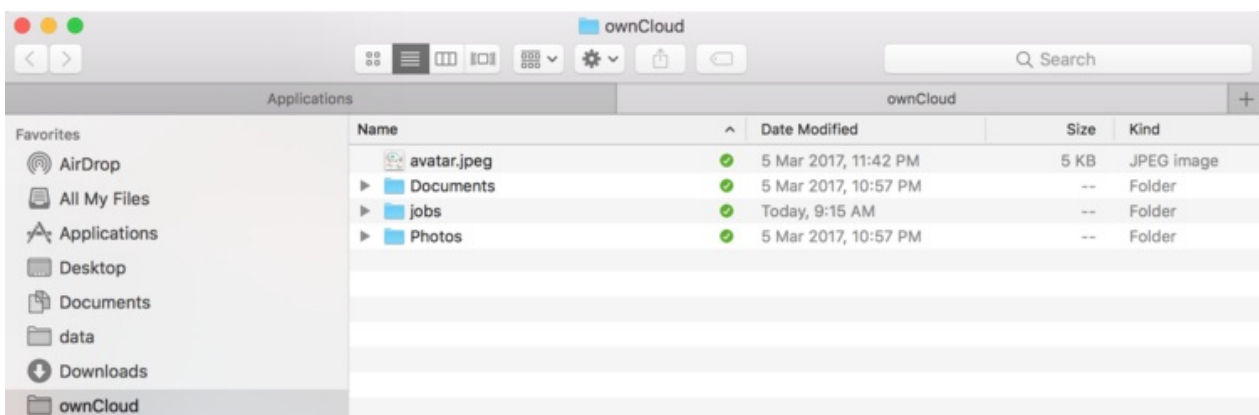 ownCloud
Search
Applications
ownCloud
+
Favorites
AirDrop
All My Files
Applications
Desktop
Documents
data
Downloads
ownCloud
Name Date Modified Size Kind
avatar.jpeg 5 Mar 2017, 11:42 PM 5 KB JPEG image
Documents 5 Mar 2017, 10:57 PM -- Folder
jobs Today, 9:15 AM -- Folder
Photos 5 Mar 2017, 10:57 PM -- Folder